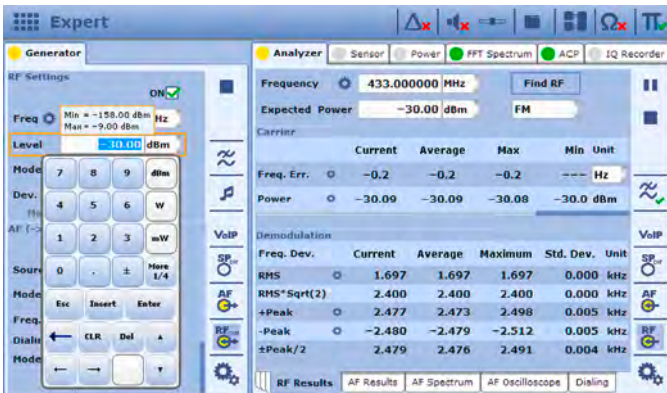 Expert
Generator
RF Settings
ON
Freq
Min = −158.00 dBm
Max = −9.00 dBm
Hz
Level −30.00 dBm
Mode
Dev.
AF
Source
Mode
Freq.
Mode
7 8 9 dBm
4 5 6 W
1 2 3 mW
0 . ± More 1/4
Esc Insert Enter
CLR Del
VoIP
AF
RF
Analyzer Sensor Power FFT Spectrum ACP IQ Recorder
Frequency 433.000000 MHz Find RF
Expected Power −30.00 dBm FM
Carrier
Current Average Max Min Unit
Freq. Err. −0.2 −0.2 −0.2 −−− Hz
Power −30.09 −30.09 −30.08 −30.0 dBm
Demodulation
Freq. Dev. Current Average Maximum Std. Dev. Unit
RMS 1.697 1.697 1.697 0.000 kHz
RMS*Sqrt(2) 2.400 2.400 2.400 0.000 kHz
+Peak 2.477 2.473 2.498 0.005 kHz
-Peak −2.480 −2.479 −2.512 0.005 kHz
±Peak/2 2.479 2.476 2.491 0.004 kHz
RF Results AF Results AF Spectrum AF Oscilloscope Dialing
VoIP
AF
RF